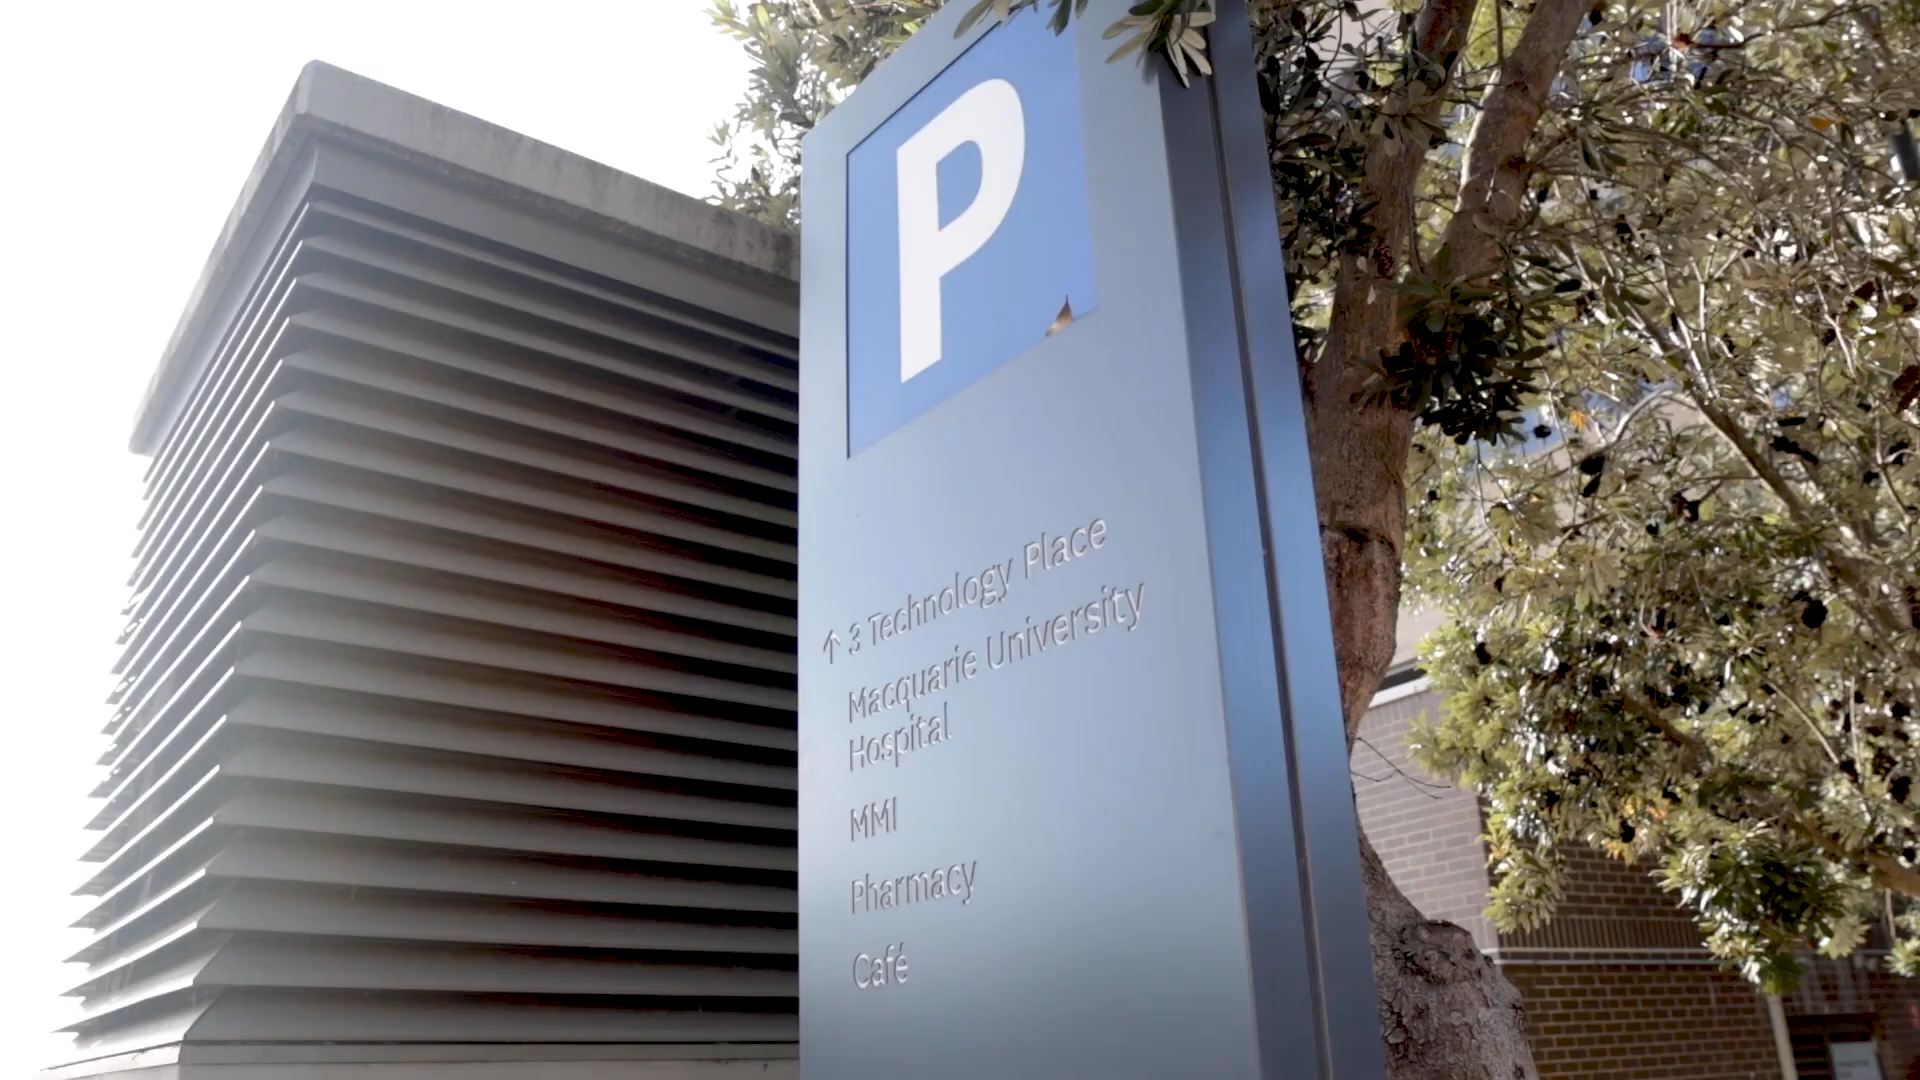 P
↑ 3 Technology Place
Macquarie University
Hospital
MMI
Pharmacy
Café